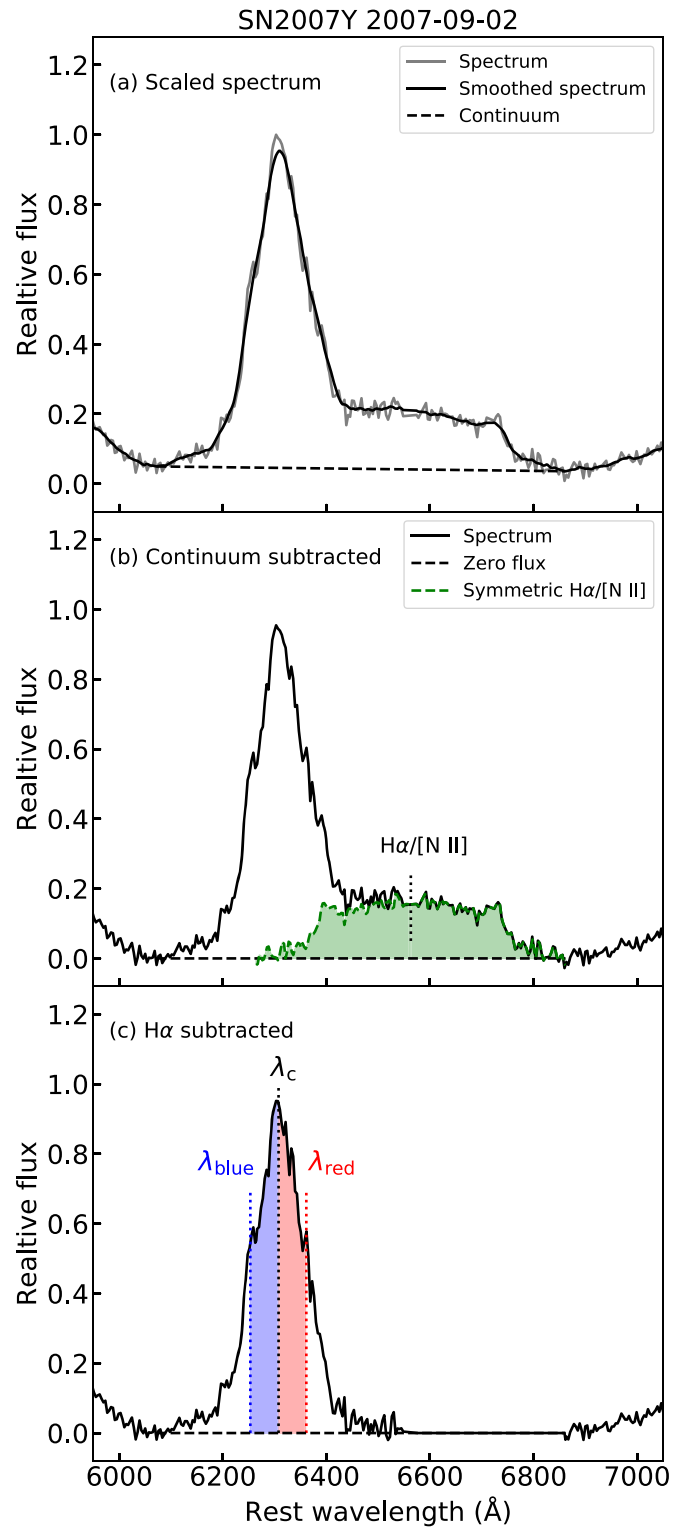 SN2007Y 2007-09-02
(a) Scaled spectrum
Spectrum
Smoothed spectrum
Continuum
Realtive flux
1.2
1.0
0.8
0.6
0.4
0.2
0.0
(b) Continuum subtracted
Spectrum
Zero flux
Symmetric Hα/[N II]
Realtive flux
1.2
1.0
0.8
0.6
0.4
0.2
0.0
Hα/[N II]
(c) Hα subtracted
λc
λblue
λred
Realtive flux
1.2
1.0
0.8
0.6
0.4
0.2
0.0
6000 6200 6400 6600 6800 7000
Rest wavelength (Å)